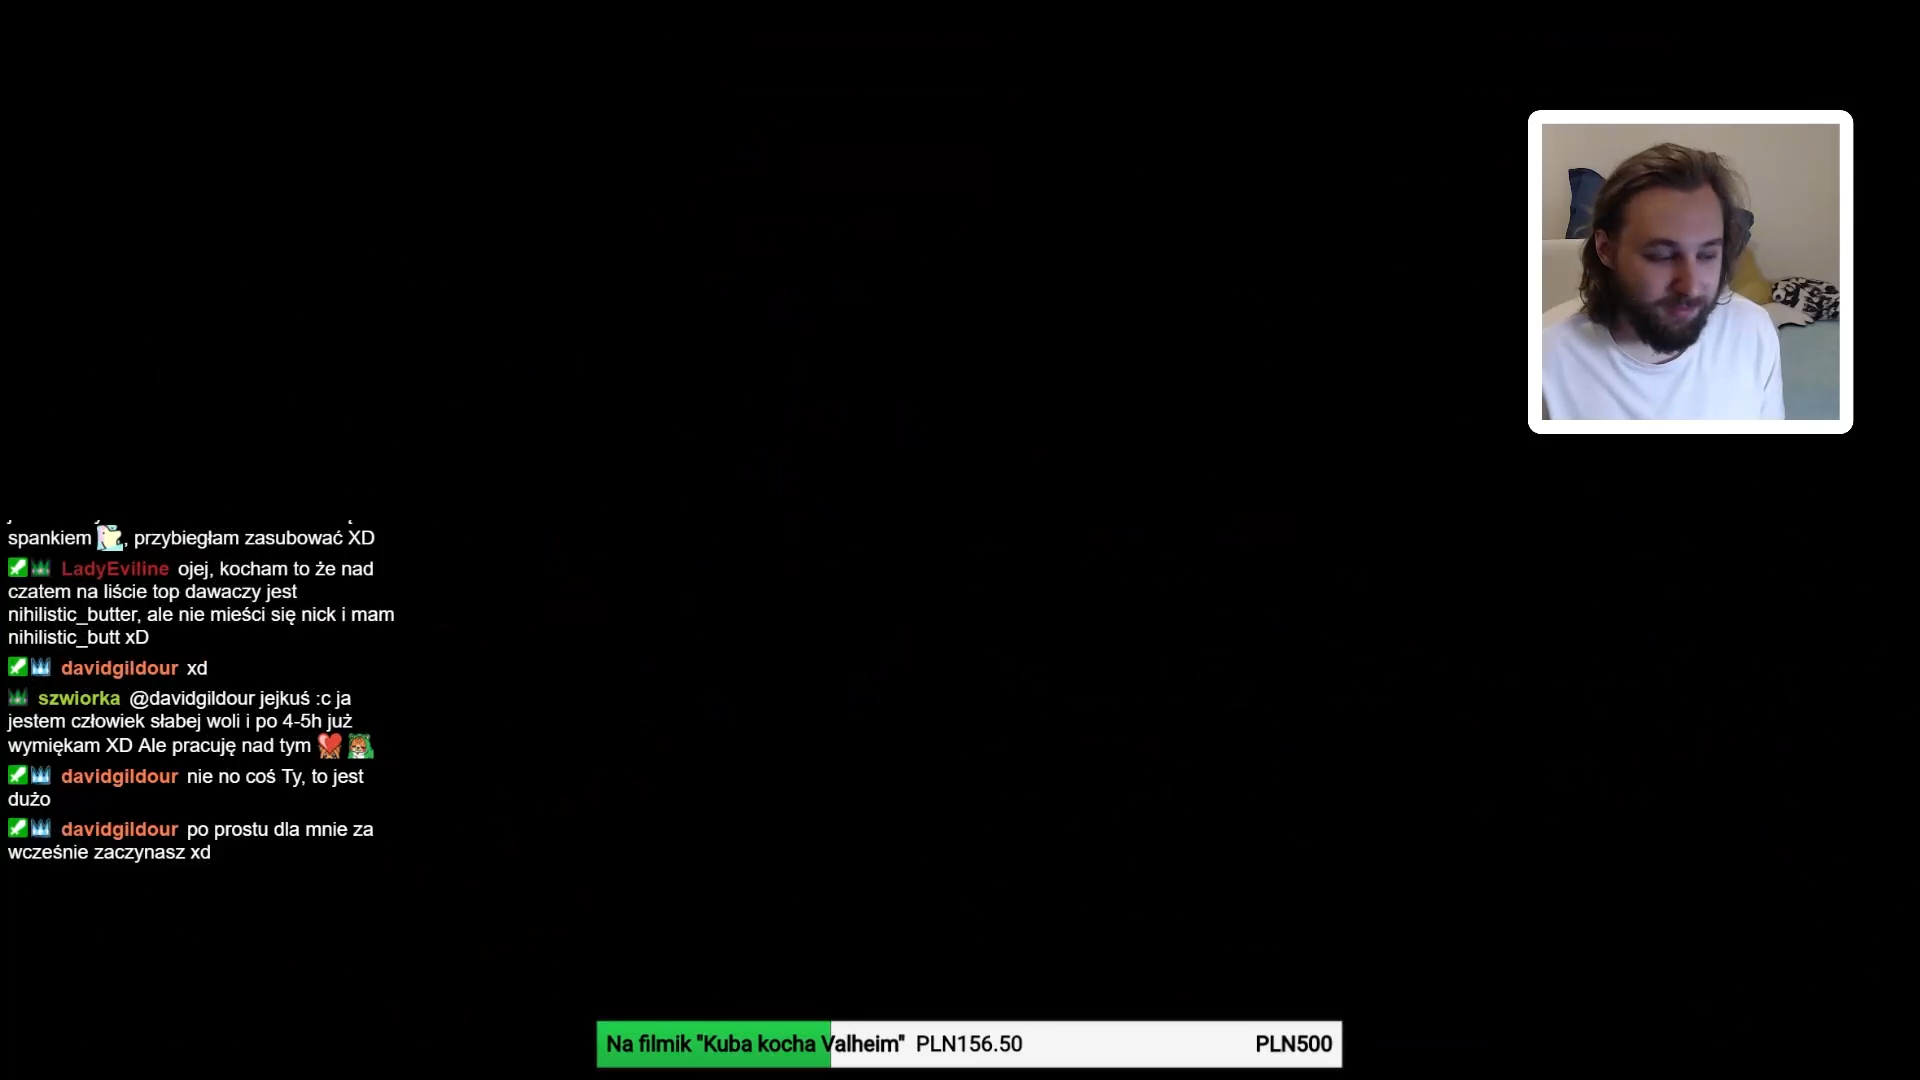 spankiem , przybiegłam zasubować XD
LadyEviline ojej, kocham to że nad
czatem na liście top dawaczy jest
nihilistic_butter, ale nie mieści się nick i mam
nihilistic_butt xD
davidgildour xd
szwiorka @davidgildour jejkuś :c ja
jestem człowiek słabej woli i po 4-5h już
wymiękam XD Ale pracuję nad tym
davidgildour nie no coś Ty, to jest
dużo
davidgildour po prostu dla mnie za
wcześnie zaczynasz xd
Na filmik "Kuba kocha Valheim" PLN156.50 PLN500